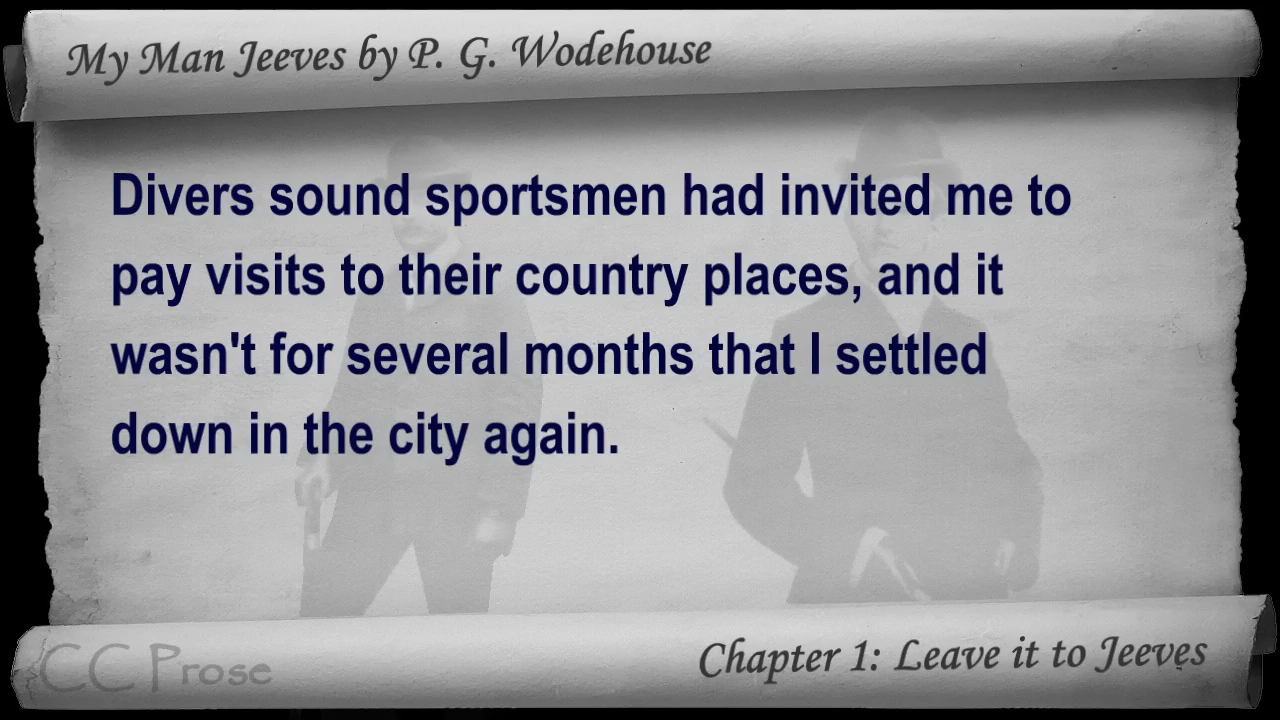 My Man Jeeves by P. G. Wodehouse
Divers sound sportsmen had invited me to
pay visits to their country places, and it
wasn't for several months that I settled
down in the city again.
CC Prose
Chapter 1: Leave it to Jeeves